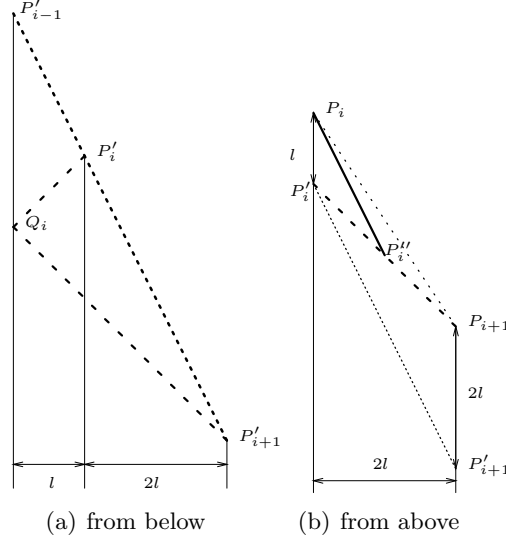 P'_{i-1}
P'_i
Q_i
P'_{i+1}
l
2l
(a) from below
P_i
l
P'_i
P''_i
P_{i+1}
2l
2l
P'_{i+1}
(b) from above